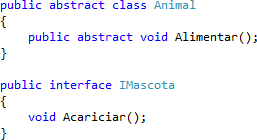 public abstract class Animal
{
    public abstract void Alimentar();
}
public interface IMascota
{
    void Acariciar();
}